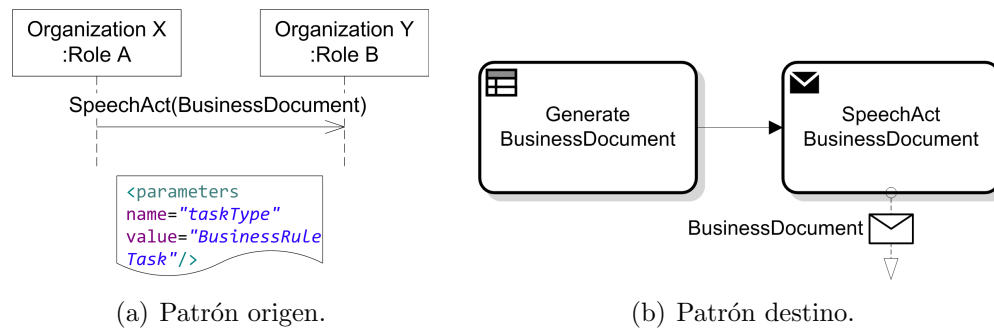 Organization X
:Role A
Organization Y
:Role B
SpeechAct(BusinessDocument)
<parameters
name="taskType"
value="BusinessRule
Task"/>
(a) Patrón origen.
Generate
BusinessDocument
SpeechAct
BusinessDocument
BusinessDocument
(b) Patrón destino.